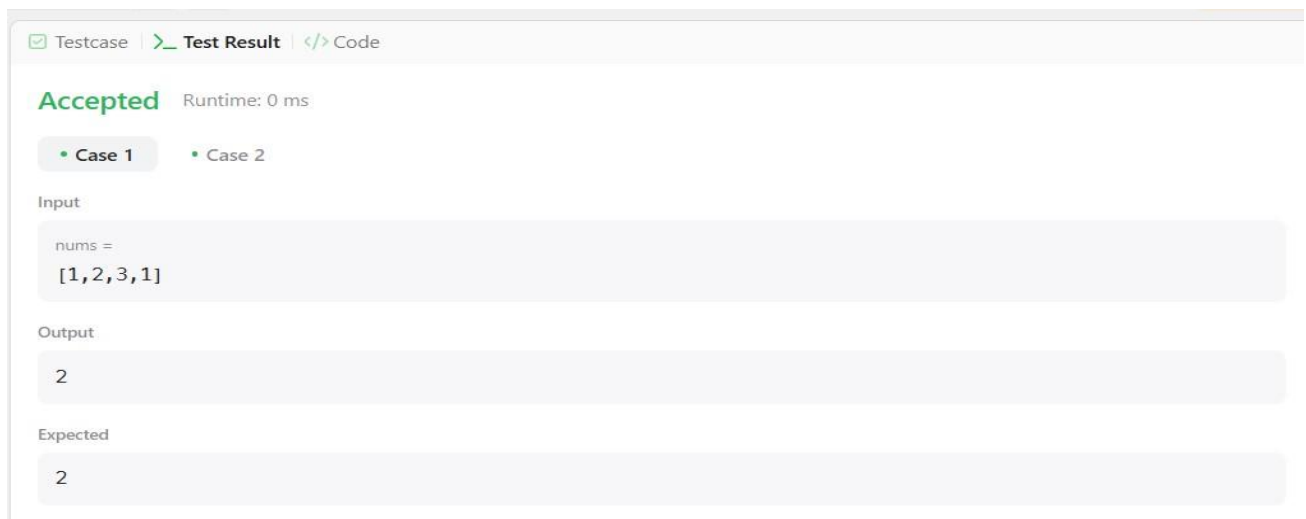 Testcase >_ Test Result </> Code
Accepted Runtime: 0 ms
• Case 1 • Case 2
Input
nums =
[1,2,3,1]
Output
2
Expected
2